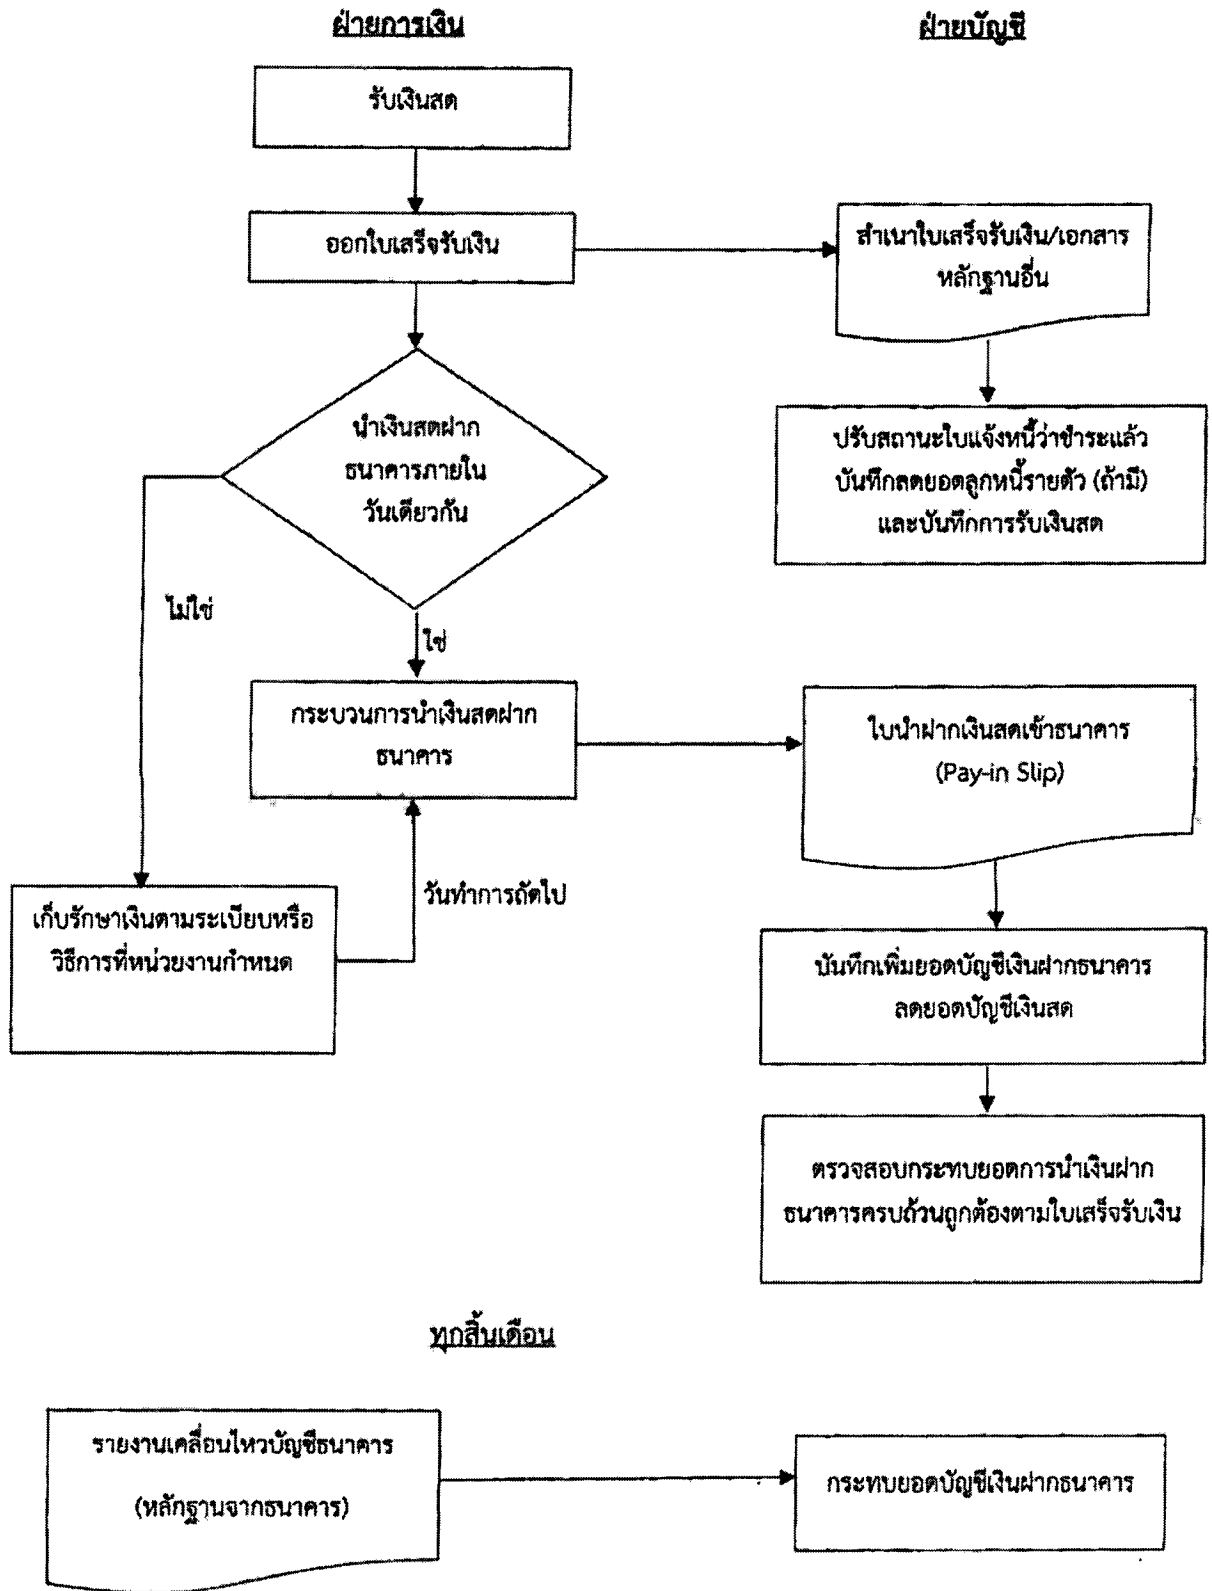 ฝ่ายการเงิน
ฝ่ายบัญชี
รับเงินสด
ออกใบเสร็จรับเงิน
สำเนาใบเสร็จรับเงิน/เอกสาร
หลักฐานอื่น
นำเงินสดฝาก
ธนาคารภายใน
วันเดียวกัน
ปรับสถานะใบแจ้งหนี้ว่าชำระแล้ว
บันทึกลดยอดลูกหนี้รายตัว (ถ้ามี)
และบันทึกการรับเงินสด
ไม่ใช่
ใช่
กระบวนการนำเงินสดฝาก
ธนาคาร
ใบนำฝากเงินสดเข้าธนาคาร
(Pay-in Slip)
วันทำการถัดไป
เก็บรักษาเงินตามระเบียบหรือ
วิธีการที่หน่วยงานกำหนด
บันทึกเพิ่มยอดบัญชีเงินฝากธนาคาร
ลดยอดบัญชีเงินสด
ตรวจสอบกระทบยอดการนำเงินฝาก
ธนาคารครบถ้วนถูกต้องตามใบเสร็จรับเงิน
ทุกสิ้นเดือน
รายงานเคลื่อนไหวบัญชีธนาคาร
(หลักฐานจากธนาคาร)
กระทบยอดบัญชีเงินฝากธนาคาร